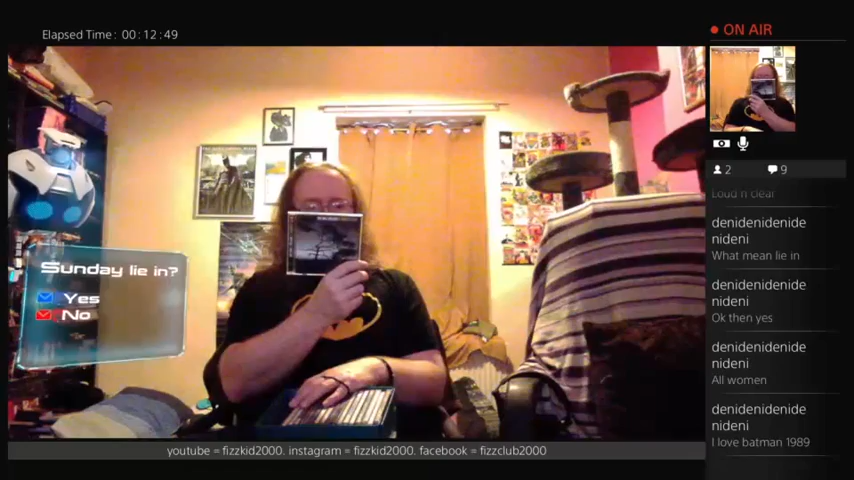 Elapsed Time: 00:12:49
ON AIR
2
9
Loud n clear
denidenidenide
nideni
What mean lie in
denidenidenide
nideni
Ok then yes
denidenidenide
nideni
All women
denidenidenide
nideni
I love batman 1989
Sunday lie in?
Yes
No
youtube = fizzkid2000. instagram = fizzkid2000. facebook = fizzclub2000